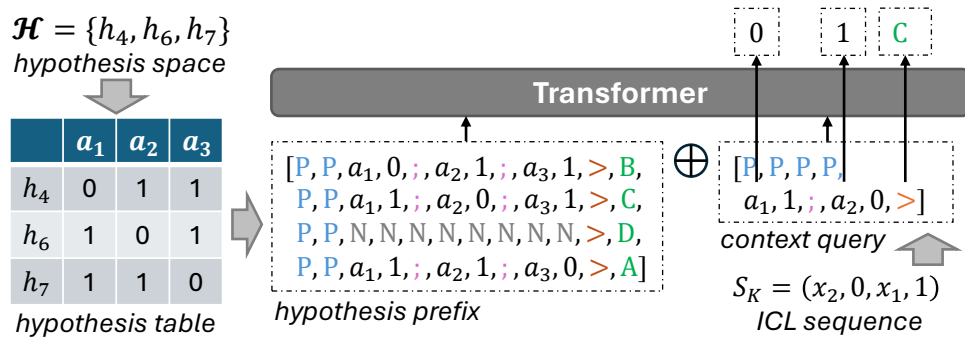 𝓗 = {h₄, h₆, h₇}
hypothesis space
a₁ a₂ a₃
h₄ 0 1 1
h₆ 1 0 1
h₇ 1 1 0
hypothesis table
Transformer
[P, P, a₁, 0, ;, a₂, 1, ;, a₃, 1, >, B,
P, P, a₁, 1, ;, a₂, 0, ;, a₃, 1, >, C,
P, P, N, N, N, N, N, N, N, N, >, D,
P, P, a₁, 1, ;, a₂, 1, ;, a₃, 0, >, A]
hypothesis prefix
⊕
0 1 C
[P, P, P, P,
a₁, 1, ;, a₂, 0, >]
context query
S_K = (x₂, 0, x₁, 1)
ICL sequence